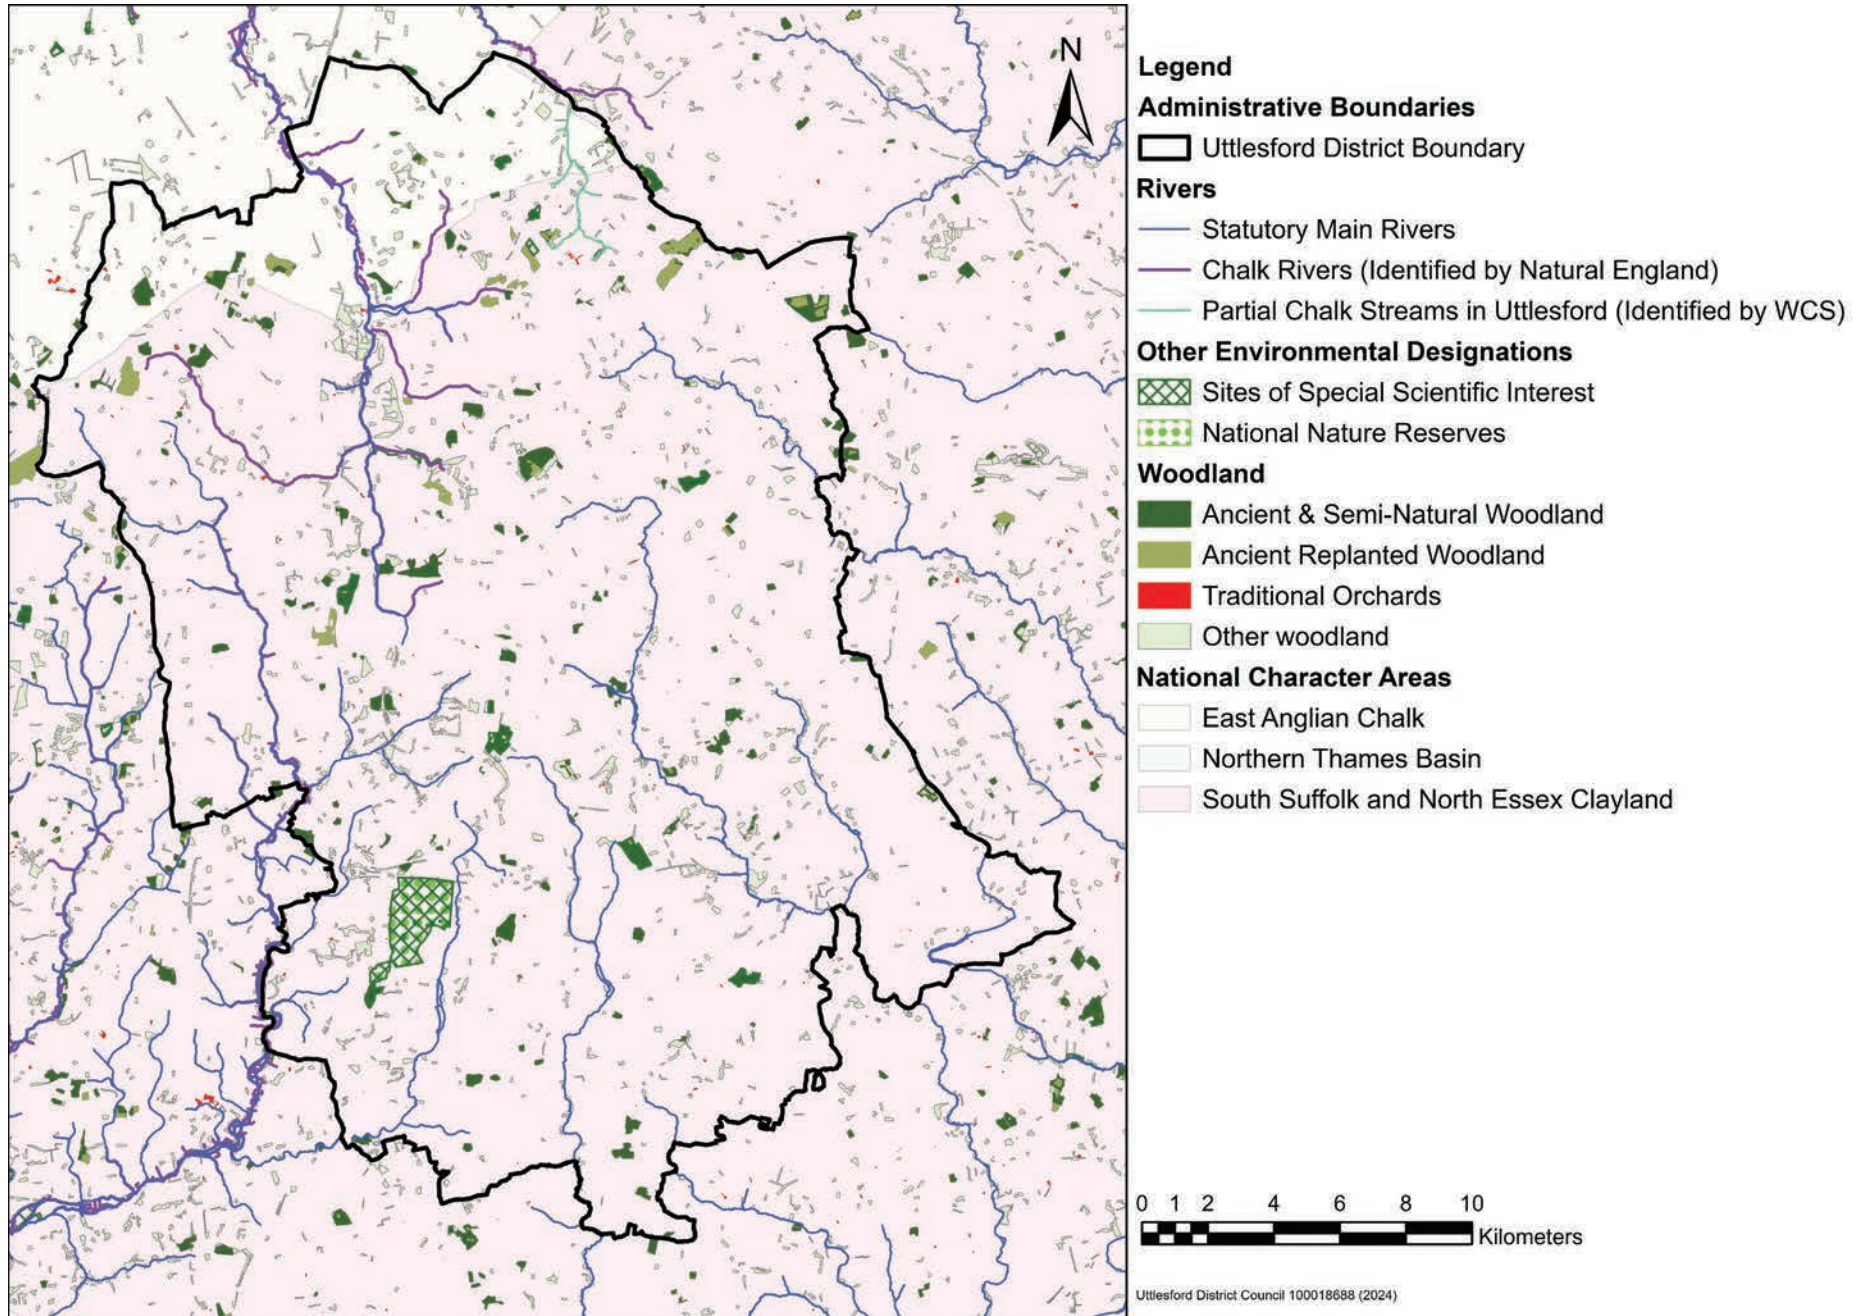 N
Legend
Administrative Boundaries
Uttlesford District Boundary
Rivers
Statutory Main Rivers
Chalk Rivers (Identified by Natural England)
Partial Chalk Streams in Uttlesford (Identified by WCS)
Other Environmental Designations
Sites of Special Scientific Interest
National Nature Reserves
Woodland
Ancient & Semi-Natural Woodland
Ancient Replanted Woodland
Traditional Orchards
Other woodland
National Character Areas
East Anglian Chalk
Northern Thames Basin
South Suffolk and North Essex Clayland
0 1 2 4 6 8 10
Kilometers
Uttlesford District Council 100018688 (2024)